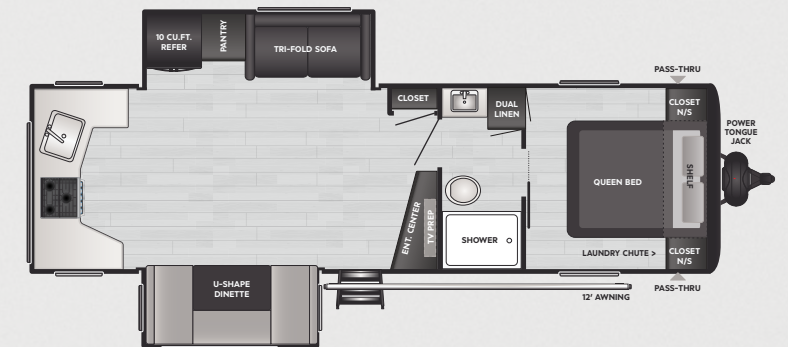 10 CU.FT.
REFER
PANTRY
TRI-FOLD SOFA
PASS-THRU
CLOSET
DUAL
LINEN
CLOSET
N/S
POWER
TONGUE
JACK
QUEEN BED
SHELF
ENT. CENTER
TV PREP
SHOWER
LAUNDRY CHUTE >
CLOSET
N/S
U-SHAPE
DINETTE
PASS-THRU
12' AWNING